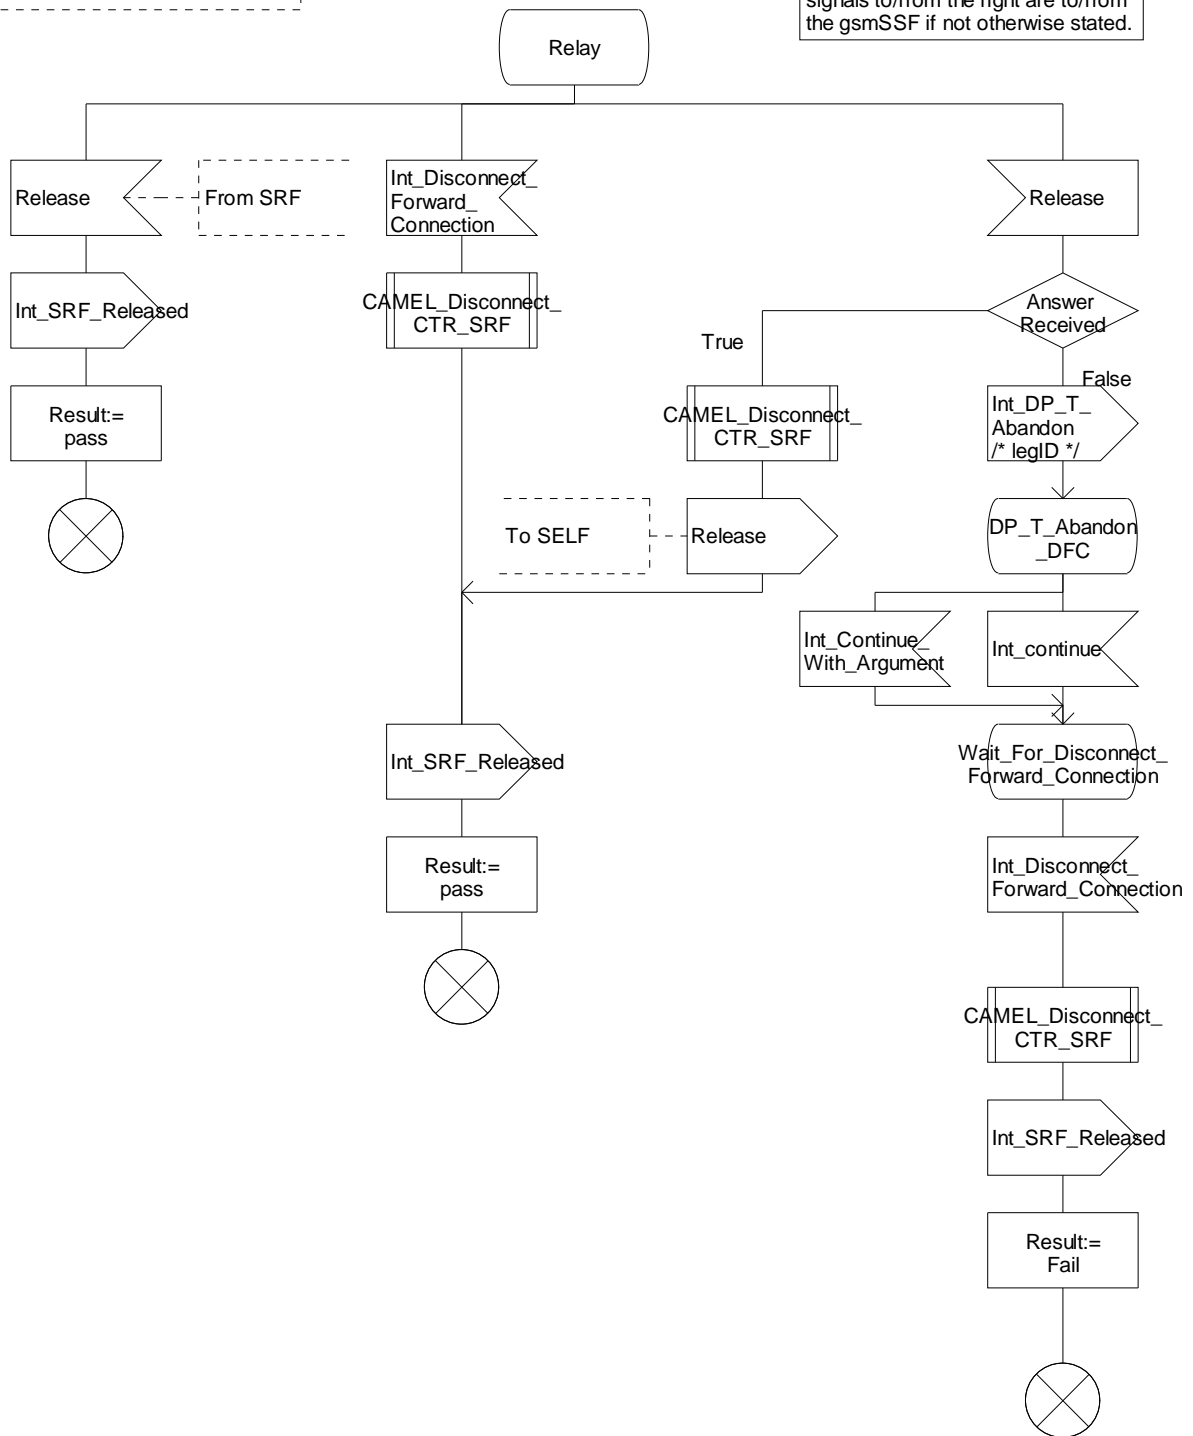 signals to/from the right are to/from
the gsmSSF if not otherwise stated.
Relay
Release
From SRF
Int_Disconnect_
Forward_
Connection
Release
Int_SRF_Released
CAMEL_Disconnect_
CTR_SRF
Answer
Received
True
False
Result:=
pass
CAMEL_Disconnect_
CTR_SRF
Int_DP_T_
Abandon
/* legID */
To SELF
Release
DP_T_Abandon
_DFC
Int_Continue_
With_Argument
Int_continue
Int_SRF_Released
Wait_For_Disconnect_
Forward_Connection
Result:=
pass
Int_Disconnect_
Forward_Connection
CAMEL_Disconnect_
CTR_SRF
Int_SRF_Released
Result:=
Fail